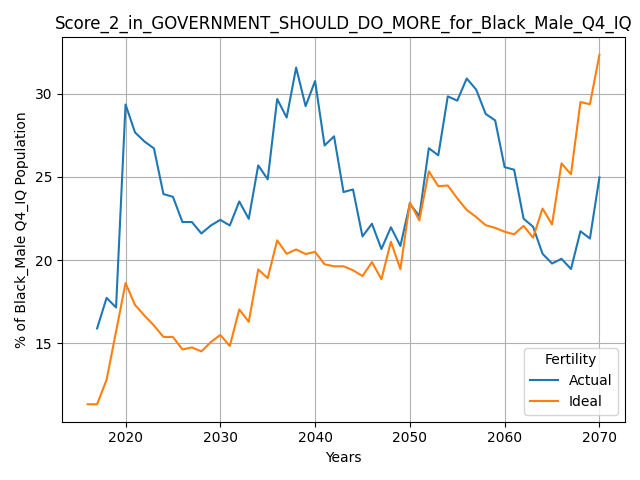 Score_2_in_GOVERNMENT_SHOULD_DO_MORE_for_Black_Male_Q4_IQ
% of Black_Male Q4_IQ Population
30
25
20
15
2020 2030 2040 2050 2060 2070
Years
Fertility
Actual
Ideal